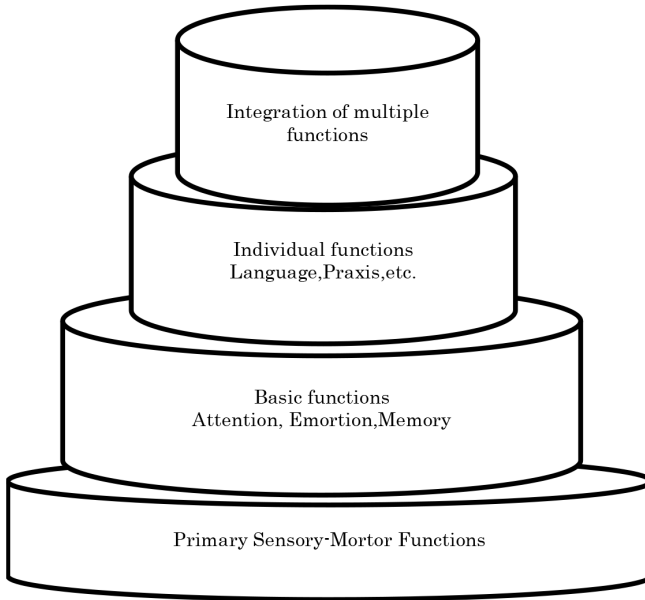 Integration of multiple
functions
Individual functions
Language,Praxis,etc.
Basic functions
Attention, Emortion,Memory
Primary Sensory-Mortor Functions